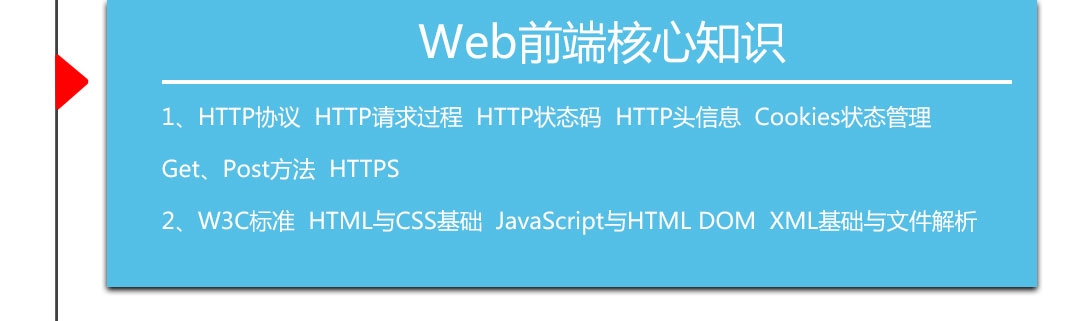 Web前端核心知识
1、HTTP协议 HTTP请求过程 HTTP状态码 HTTP头信息 Cookies状态管理
Get、Post方法 HTTPS
2、W3C标准 HTML与CSS基础 JavaScript与HTML DOM XML基础与文件解析